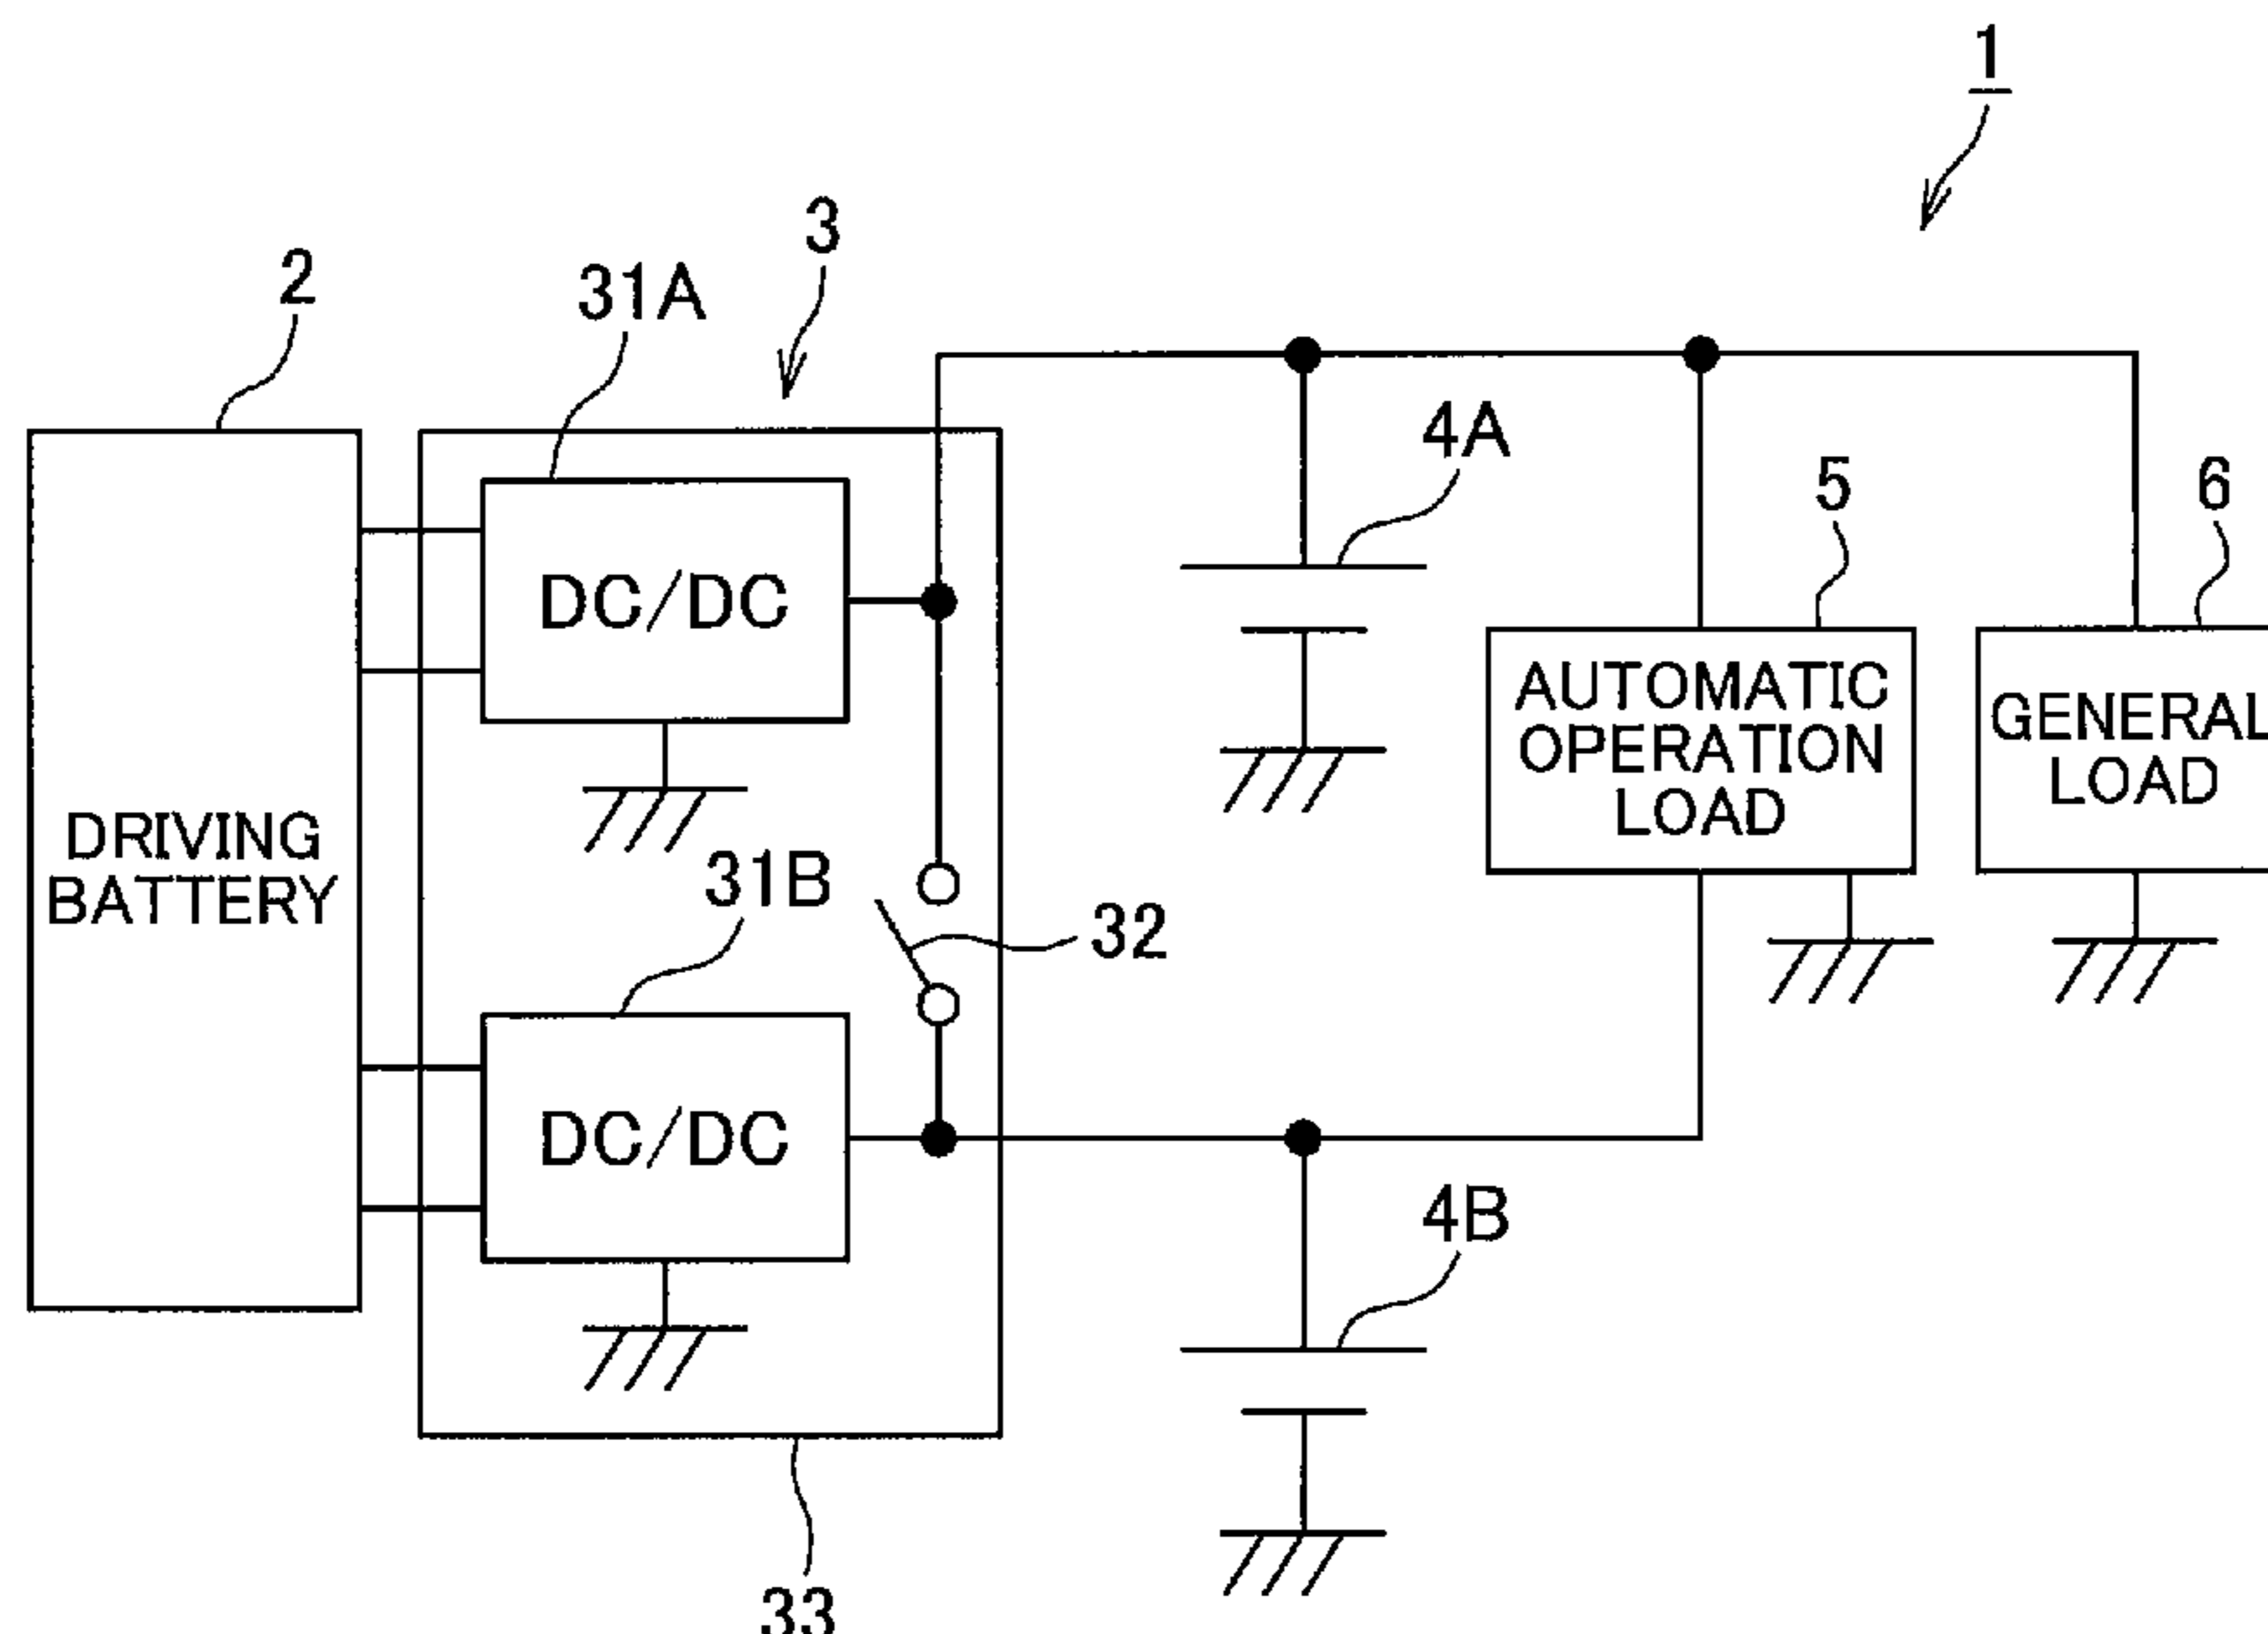 1
3
2
31A
4A
5
6
DC/DC
AUTOMATIC
OPERATION
LOAD
GENERAL
LOAD
DRIVING
BATTERY
31B
32
DC/DC
4B
33